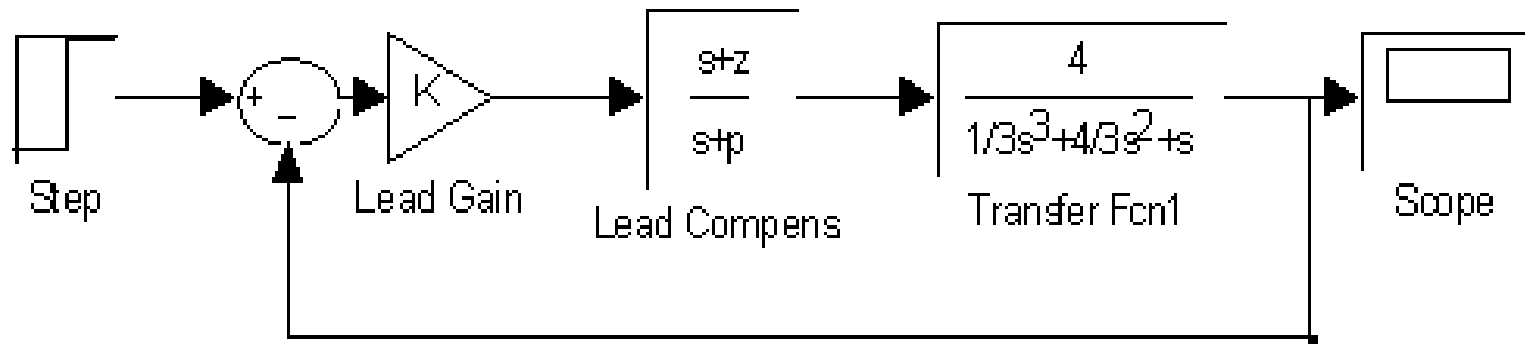 Step
+
−
K
Lead Gain
s+z
s+p
Lead Compens
4
1/3s3+4/3s2+s
Transfer Fcn1
Scope